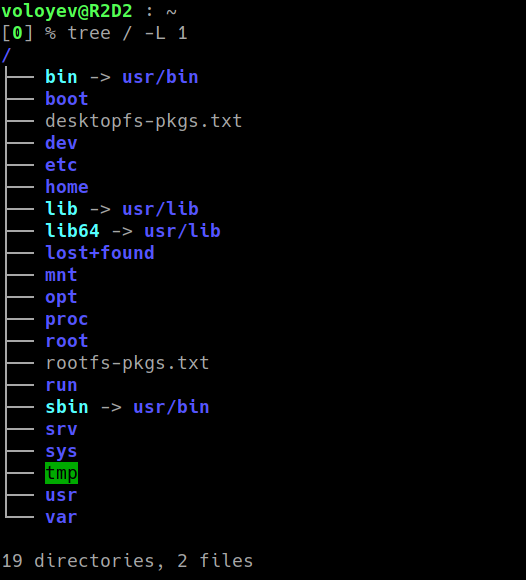 voloyev@R2D2 : ~
[0] % tree / -L 1
/
├── bin -> usr/bin
├── boot
├── desktopfs-pkgs.txt
├── dev
├── etc
├── home
├── lib -> usr/lib
├── lib64 -> usr/lib
├── lost+found
├── mnt
├── opt
├── proc
├── root
├── rootfs-pkgs.txt
├── run
├── sbin -> usr/bin
├── srv
├── sys
├── tmp
├── usr
└── var
19 directories, 2 files